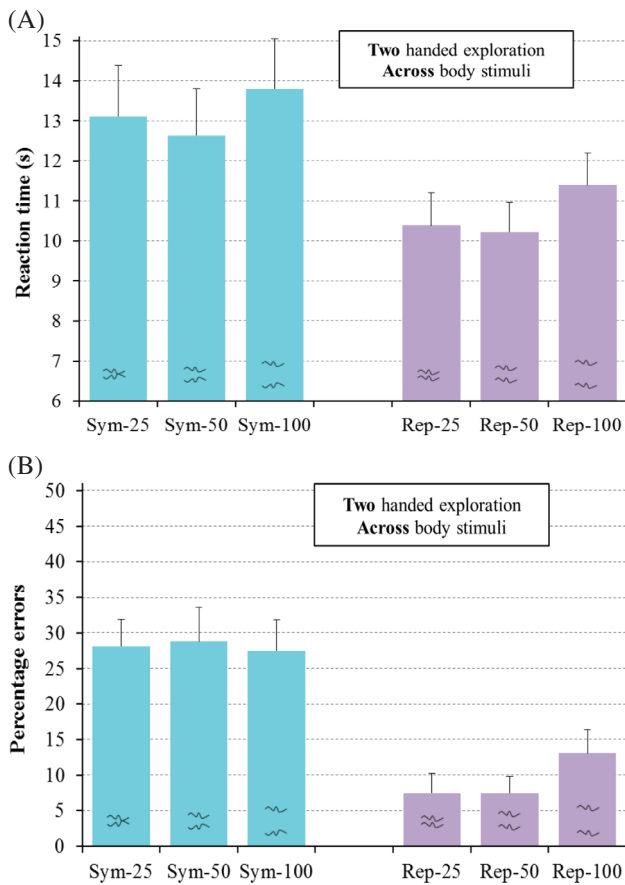 (A)
Two handed exploration
Across body stimuli
Reaction time (s)
15
14
13
12
11
10
9
8
7
6
Sym-25 Sym-50 Sym-100 Rep-25 Rep-50 Rep-100
(B)
Two handed exploration
Across body stimuli
Percentage errors
50
45
40
35
30
25
20
15
10
5
0
Sym-25 Sym-50 Sym-100 Rep-25 Rep-50 Rep-100